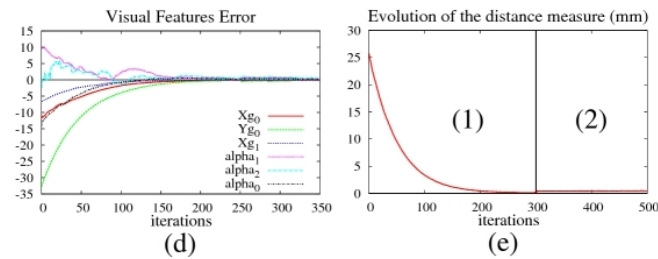 Visual Features Error
15
10
5
0
-5
-10
-15
-20
-25
-30
-35
Xg0
Yg0
Xg1
alpha1
alpha2
alpha0
0 50 100 150 200 250 300 350
iterations
(d)
Evolution of the distance measure (mm)
30
25
20
15
10
5
0
(1) (2)
0 100 200 300 400 500
iterations
(e)